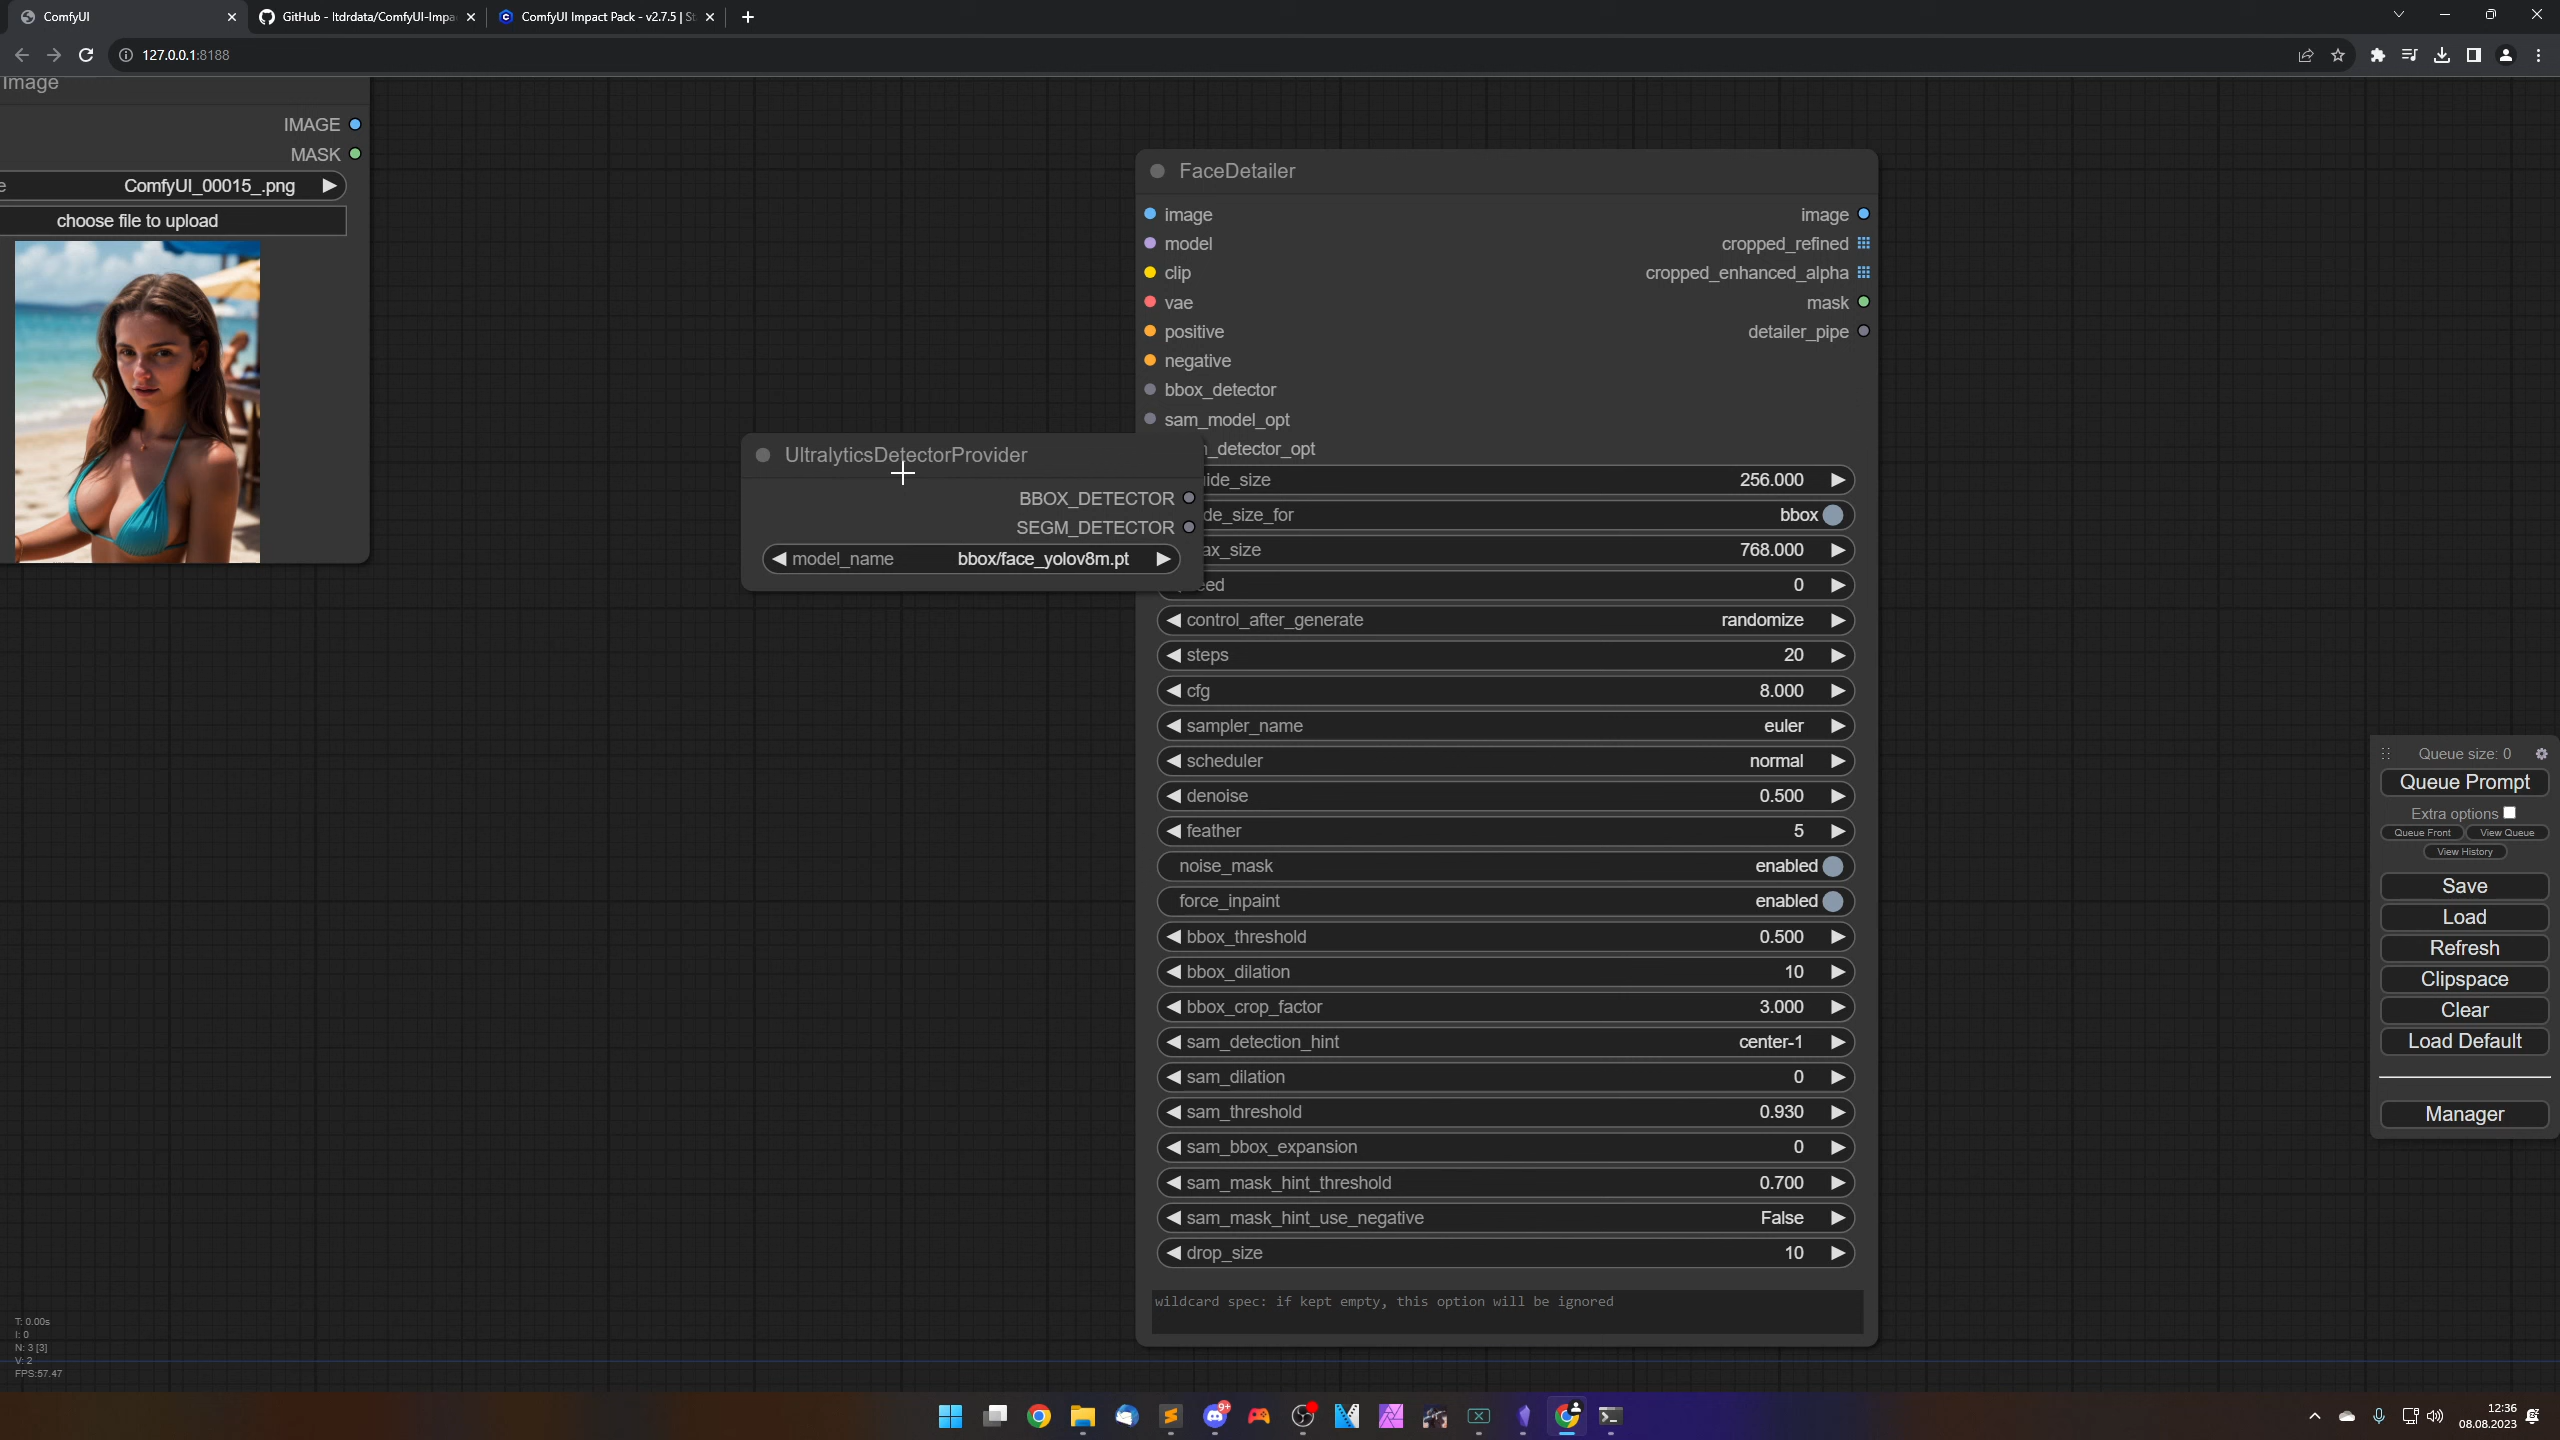 ComfyUI
GitHub - ltdrdata/ComfyUI-Impa
ComfyUI Impact Pack - v2.7.5 | St
127.0.0.1:8188
Image
IMAGE
MASK
e ComfyUI_00015_.png
choose file to upload
UltralyticsDetectorProvider
BBOX_DETECTOR
SEGM_DETECTOR
model_name bbox/face_yolov8m.pt
FaceDetailer
image image
model cropped_refined
clip cropped_enhanced_alpha
vae mask
positive detailer_pipe
negative
bbox_detector
sam_model_opt
_detector_opt
ide_size 256.000
de_size_for bbox
ax_size 768.000
eed 0
control_after_generate randomize
steps 20
cfg 8.000
sampler_name euler
scheduler normal
denoise 0.500
feather 5
noise_mask enabled
force_inpaint enabled
bbox_threshold 0.500
bbox_dilation 10
bbox_crop_factor 3.000
sam_detection_hint center-1
sam_dilation 0
sam_threshold 0.930
sam_bbox_expansion 0
sam_mask_hint_threshold 0.700
sam_mask_hint_use_negative False
drop_size 10
wildcard spec: if kept empty, this option will be ignored
Queue size: 0
Queue Prompt
Extra options
Queue Front View Queue
View History
Save
Load
Refresh
Clipspace
Clear
Load Default
Manager
T: 0.00s
I: 0
N: 3 [3]
V: 2
FPS:57.47
9+
12:36
08.08.2023